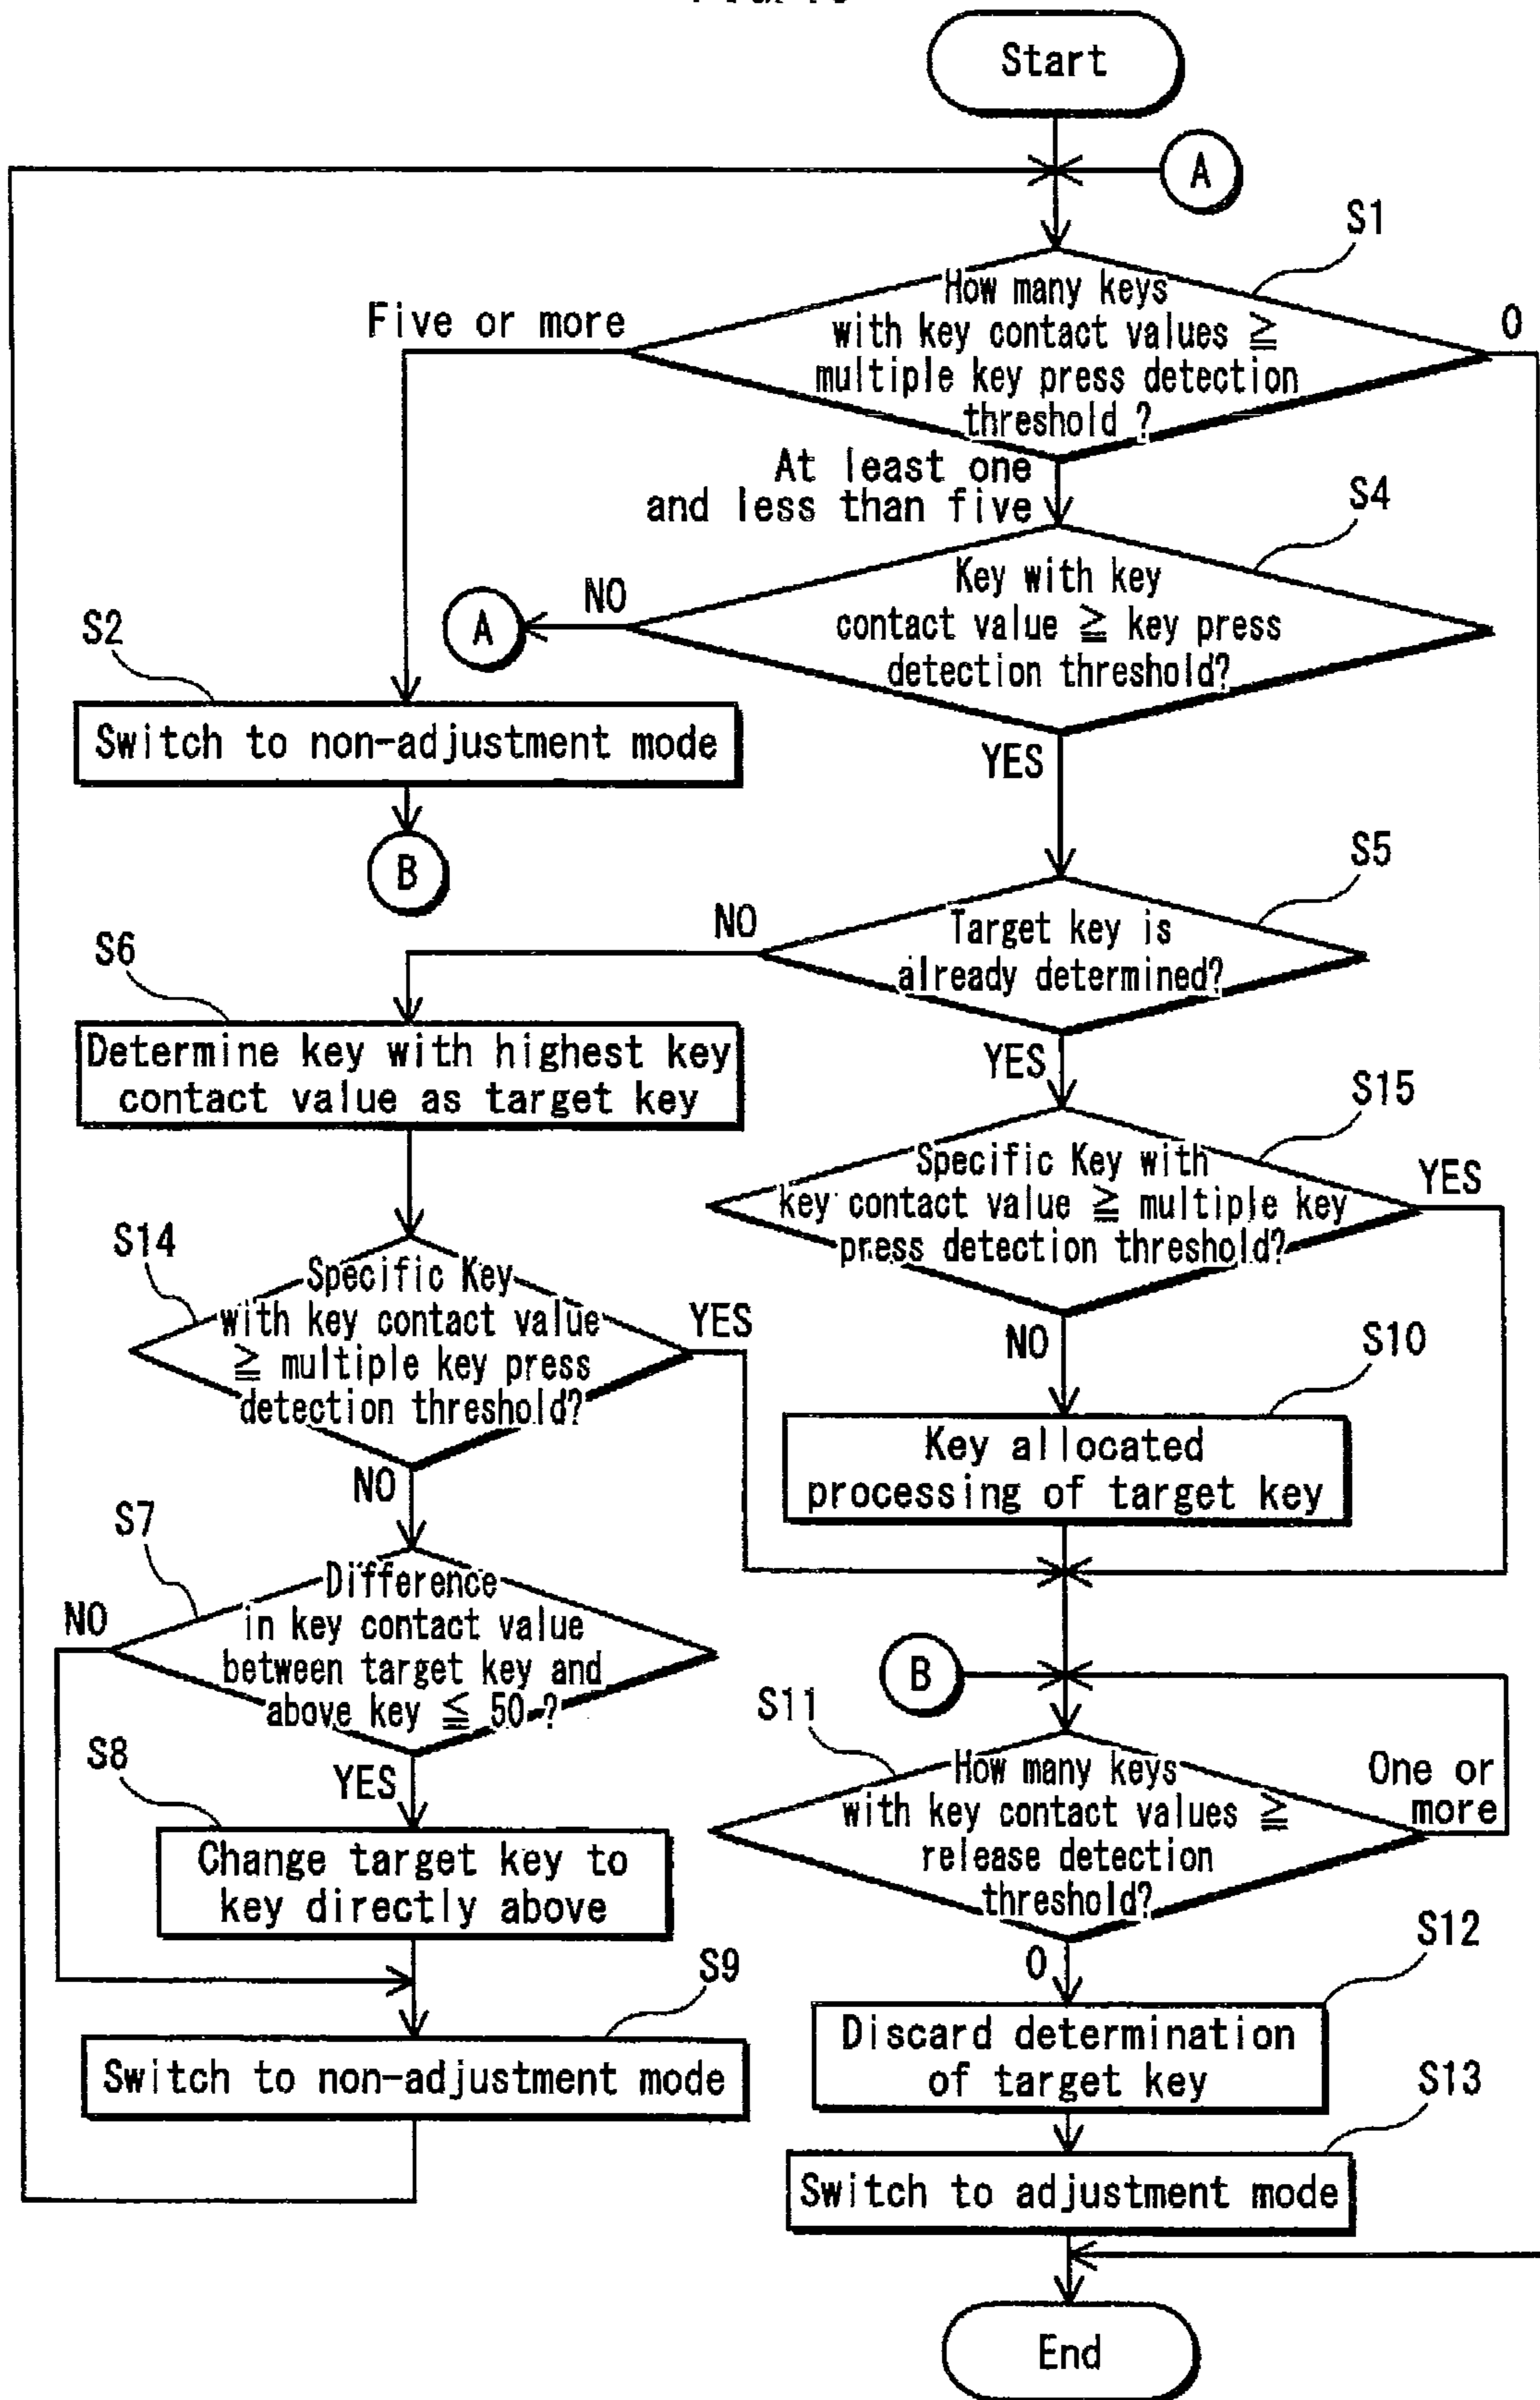 Start
A
S1
How many keys
with key contact values ≧
multiple key press detection
threshold ?
Five or more
0
At least one
and less than five
S4
Key with key
contact value ≧ key press
detection threshold?
NO
A
S2
Switch to non-adjustment mode
YES
B
S5
Target key is
already determined?
NO
S6
Determine key with highest key
contact value as target key
YES
S15
Specific Key with
key contact value ≧ multiple key
press detection threshold?
YES
S14
Specific Key
with key contact value
≧ multiple key press
detection threshold?
YES
NO
S10
Key allocated
processing of target key
NO
S7
Difference
in key contact value
between target key and
above key ≦ 50 ?
NO
B
S11
How many keys
with key contact values ≧
release detection
threshold?
One or
more
YES
S8
Change target key to
key directly above
0
S12
Discard determination
of target key
S9
Switch to non-adjustment mode
S13
Switch to adjustment mode
End